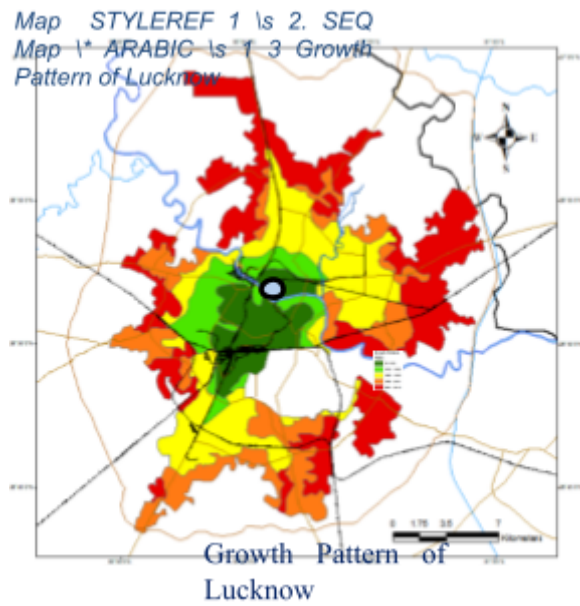 Map STYLEREF 1 \s 2. SEQ
Map \* ARABIC \s 1 3 Growth
Pattern of Lucknow
N
W E
S
0 1.75 3.5 7
Kilometers
Growth Pattern of
Lucknow